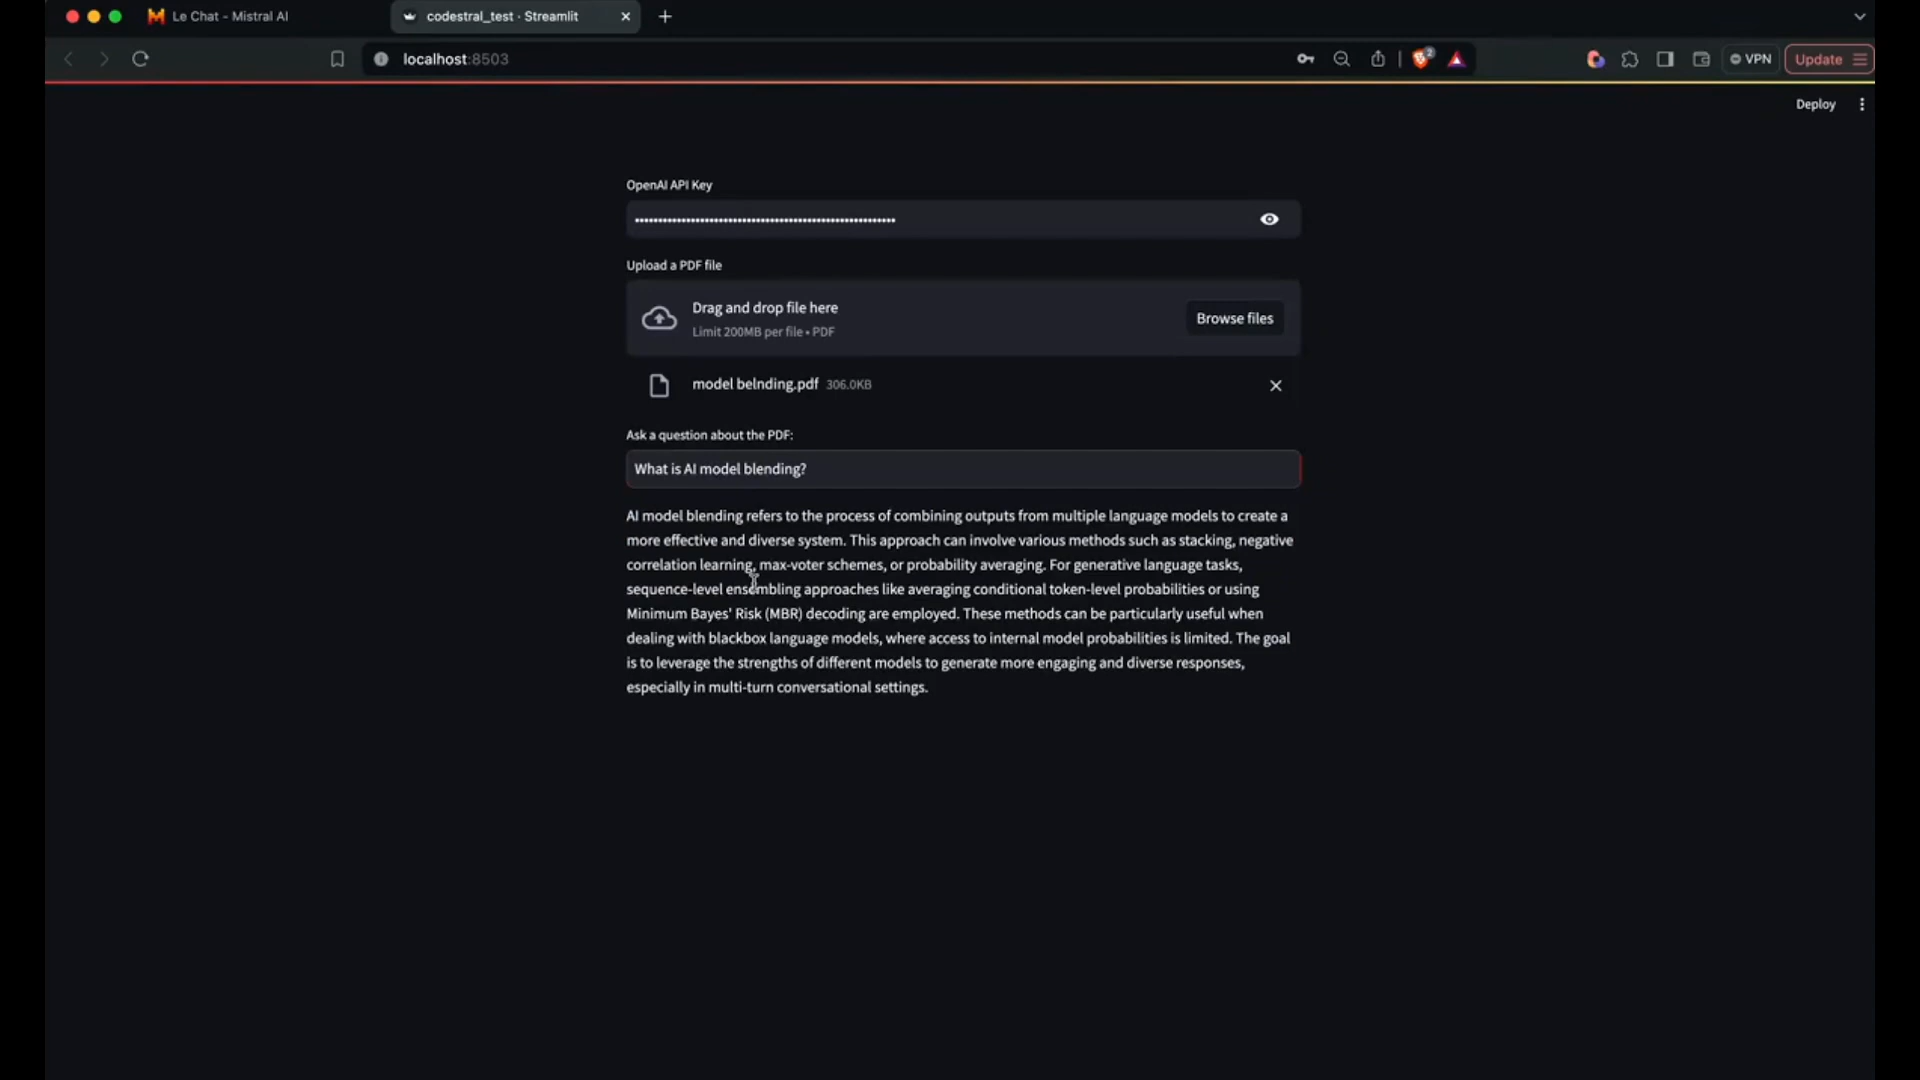 Le Chat - Mistral AI
codestral_test · Streamlit
localhost:8503
2
VPN
Update
Deploy
OpenAI API Key
Upload a PDF file
Drag and drop file here
Limit 200MB per file • PDF
Browse files
model belnding.pdf 306.0KB
Ask a question about the PDF:
What is AI model blending?
AI model blending refers to the process of combining outputs from multiple language models to create a
more effective and diverse system. This approach can involve various methods such as stacking, negative
correlation learning, max-voter schemes, or probability averaging. For generative language tasks,
sequence-level ensembling approaches like averaging conditional token-level probabilities or using
Minimum Bayes' Risk (MBR) decoding are employed. These methods can be particularly useful when
dealing with blackbox language models, where access to internal model probabilities is limited. The goal
is to leverage the strengths of different models to generate more engaging and diverse responses,
especially in multi-turn conversational settings.